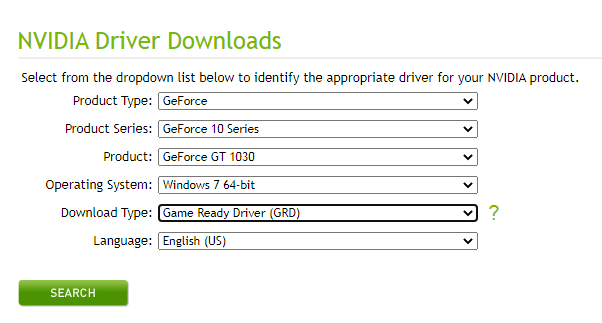 NVIDIA Driver Downloads
Select from the dropdown list below to identify the appropriate driver for your NVIDIA product.
Product Type: GeForce
Product Series: GeForce 10 Series
Product: GeForce GT 1030
Operating System: Windows 7 64-bit
Download Type: Game Ready Driver (GRD) ?
Language: English (US)
SEARCH